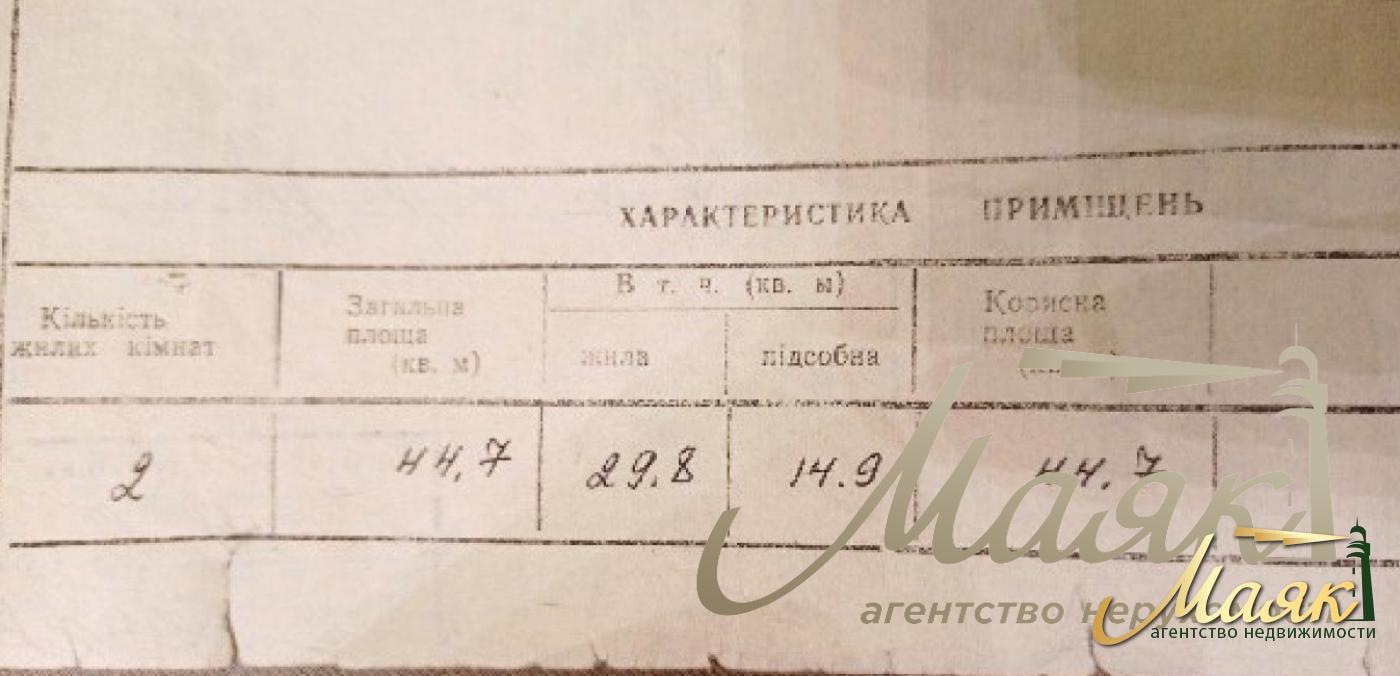 ХАРАКТЕРИСТИКА ПРИМІЩЕНЬ
Кількість
жилих кімнат
Загальна
площа
(кв. м)
В т. ч. (кв. м)
жила
підсобна
Корисна
площа
2
44,7
29.8
14.9
44.7
Маяк
агентство
Маяк
агентство недвижимости